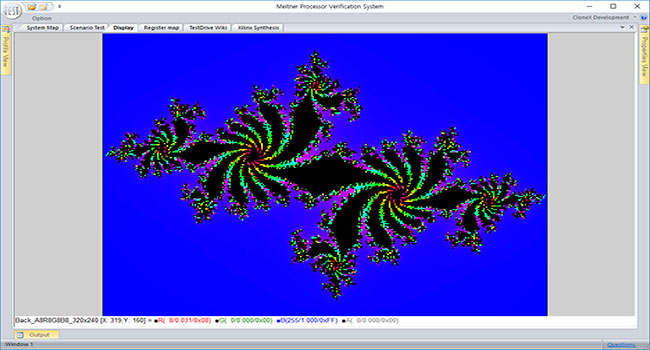 Meitner Processor Verification System
TEST
Option
CloneX Development
System Map Scenario Test Display Register map TestDrive Wiki Xilinx Synthesis
Profile View
Properties View
Back_A8R8G8B8_320x240 [X: 319,Y: 160] = ■R( 8/0.031/0x08) ■G( 0/0.000/0x00) ■B(255/1.000/0xFF) ■A( 0/0.000/0x00)
Output
Window 1
Questions.